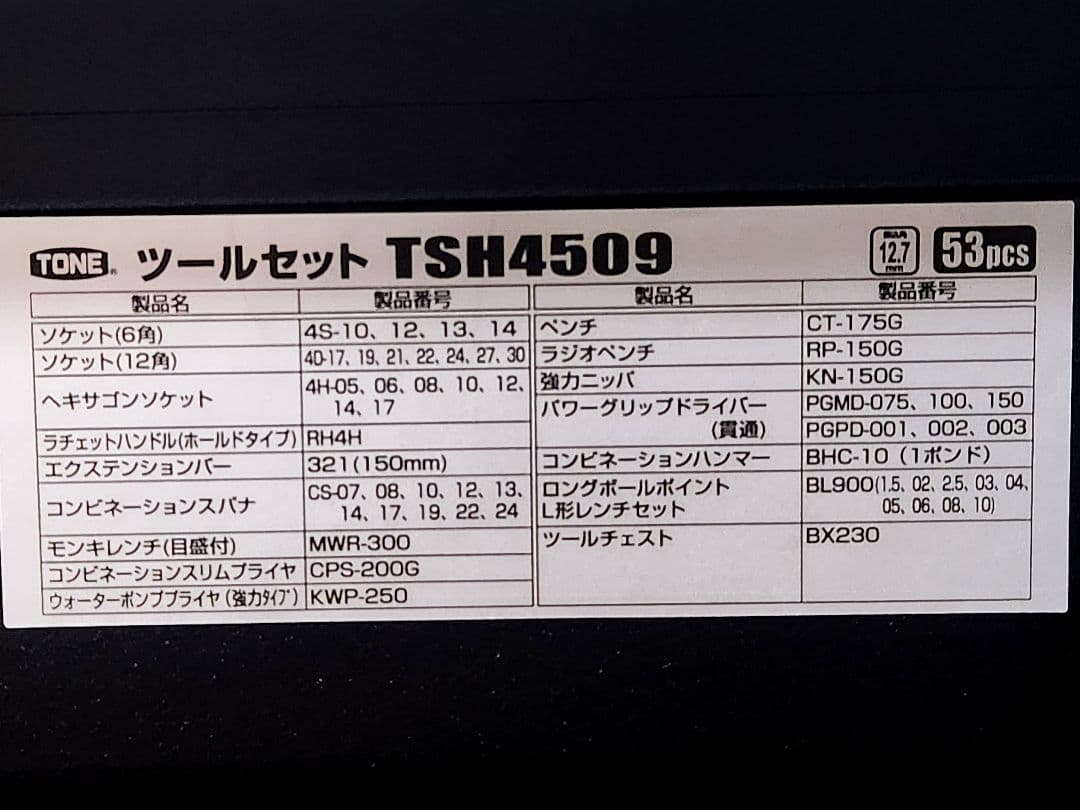 TONE® ツールセット TSH4509 差込角 12.7 mm 53pcs
製品名 製品番号
ソケット(6角) 4S-10、12、13、14
ソケット(12角) 4D-17、19、21、22、24、27、30
ヘキサゴンソケット 4H-05、06、08、10、12、
14、17
ラチェットハンドル(ホールドタイプ) RH4H
エクステンションバー 321(150mm)
コンビネーションスパナ CS-07、08、10、12、13、
14、17、19、22、24
モンキレンチ(目盛付) MWR-300
コンビネーションスリムプライヤ CPS-200G
ウォーターポンププライヤ(強力タイプ) KWP-250
製品名 製品番号
ペンチ CT-175G
ラジオペンチ RP-150G
強力ニッパ KN-150G
パワーグリップドライバー PGMD-075、100、150
(貫通) PGPD-001、002、003
コンビネーションハンマー BHC-10(1ポンド)
ロングボールポイント BL900(1.5、02、2.5、03、04、
L形レンチセット 05、06、08、10)
ツールチェスト BX230